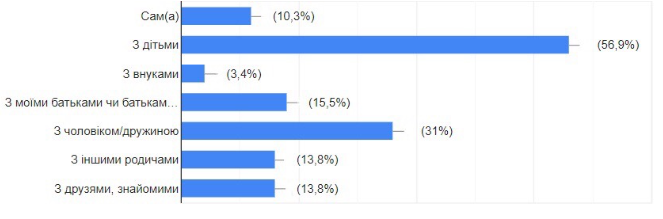 Сам(а) (10,3%)
З дітьми (56,9%)
З внуками (3,4%)
З моїми батьками чи батькам... (15,5%)
З чоловіком/дружиною (31%)
З іншими родичами (13,8%)
З друзями, знайомими (13,8%)